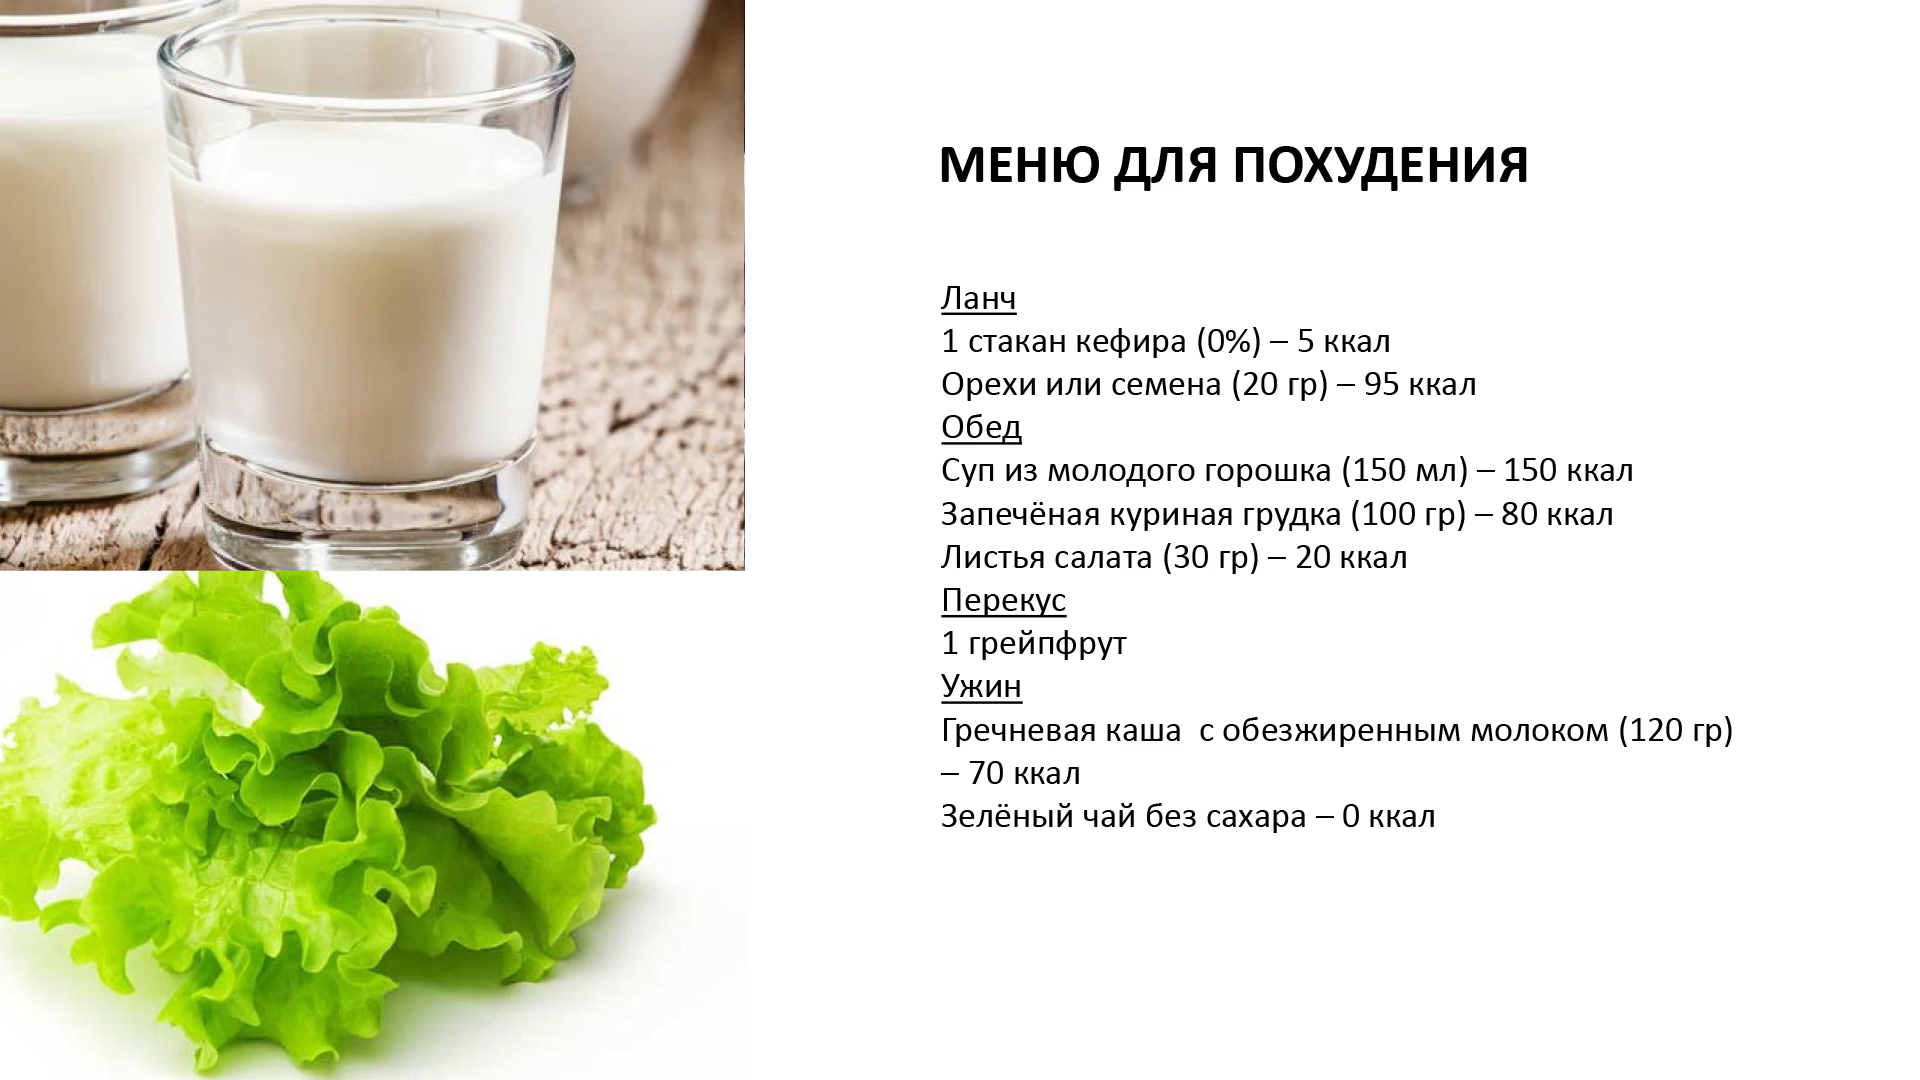 МЕНЮ ДЛЯ ПОХУДЕНИЯ
Ланч
1 стакан кефира (0%) – 5 ккал
Орехи или семена (20 гр) – 95 ккал
Обед
Суп из молодого горошка (150 мл) – 150 ккал
Запечёная куриная грудка (100 гр) – 80 ккал
Листья салата (30 гр) – 20 ккал
Перекус
1 грейпфрут
Ужин
Гречневая каша  с обезжиренным молоком (120 гр)
– 70 ккал
Зелёный чай без сахара – 0 ккал